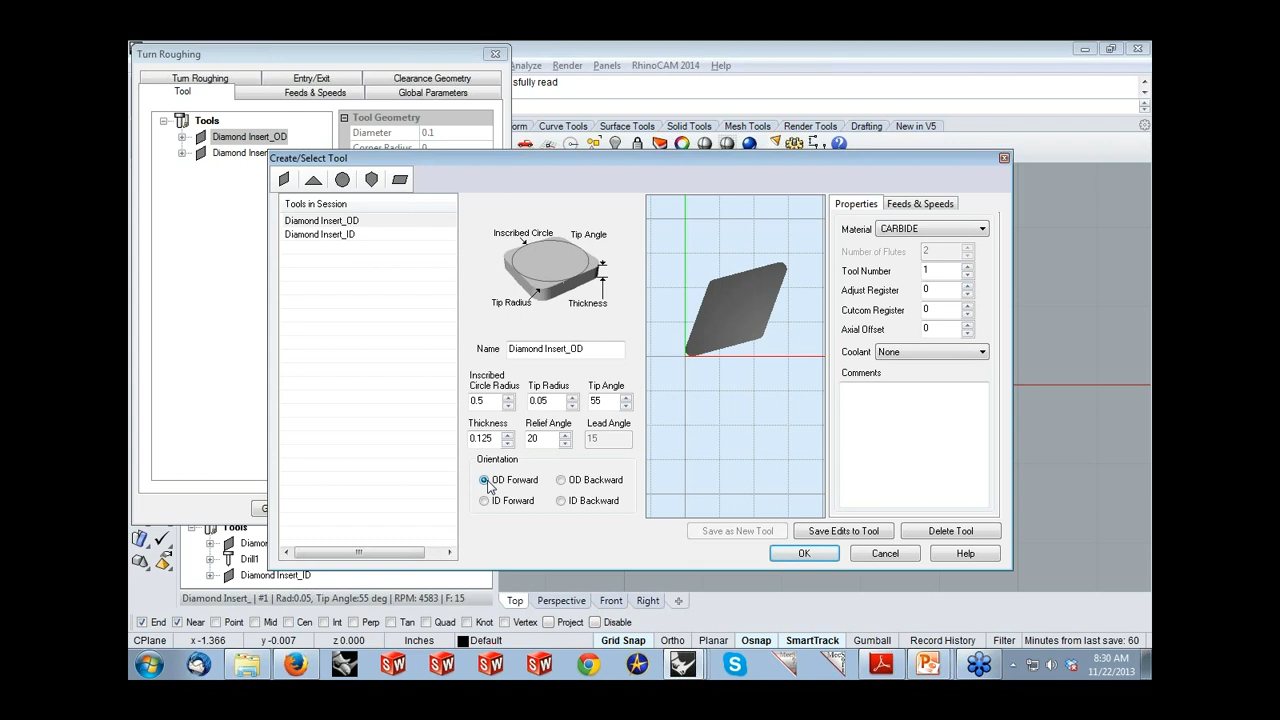 Turn Roughing
Analyze Render Panels RhinoCAM 2014 Help
Turn Roughing Entry/Exit Clearance Geometry
sfully read
Tool Feeds & Speeds Global Parameters
Tools
Tool Geometry
Diamond Insert_OD
Diameter 0.1
Curve Tools Surface Tools Solid Tools Mesh Tools Render Tools Drafting New in V5
Corner Radius 0
Diamond Inser
Create/Select Tool
Tools in Session
Diamond Insert_OD
Diamond Insert_ID
Inscribed Circle
Tip Angle
Tip Radius
Thickness
Name Diamond Insert_OD
Inscribed
Circle Radius Tip Radius Tip Angle
0.5 0.05 55
Thickness Relief Angle Lead Angle
0.125 20 15
Orientation
OD Forward OD Backward
ID Forward ID Backward
Properties Feeds & Speeds
Material CARBIDE
Number of Flutes 2
Tool Number 1
Adjust Register 0
Cutcom Register 0
Axial Offset 0
Coolant None
Comments
Save as New Tool Save Edits to Tool Delete Tool
OK Cancel Help
Tools
Diamo
Drill1
Diamond Insert_ID
Diamond Insert_ | #1 | Rad:0.05, Tip Angle:55 deg | RPM: 4583 | F: 15
Top Perspective Front Right
End Near Point Mid Cen Int Perp Tan Quad Knot Vertex Project Disable
CPlane x -1.366 y -0.007 z 0.000 Inches Default Grid Snap Ortho Planar Osnap SmartTrack Gumball Record History Filter Minutes from last save: 60
8:30 AM
11/22/2013